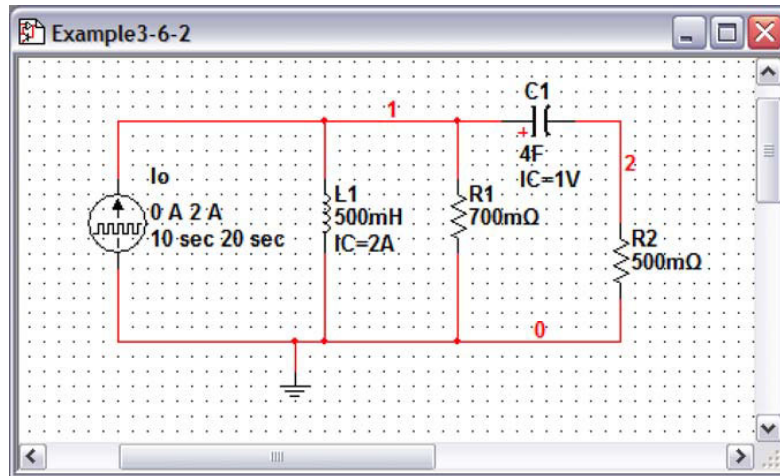 Example3-6-2
C1
1
+
4F
IC=1V
2
Io
0 A 2 A
10 sec 20 sec
L1
500mH
IC=2A
R1
700mΩ
R2
500mΩ
0